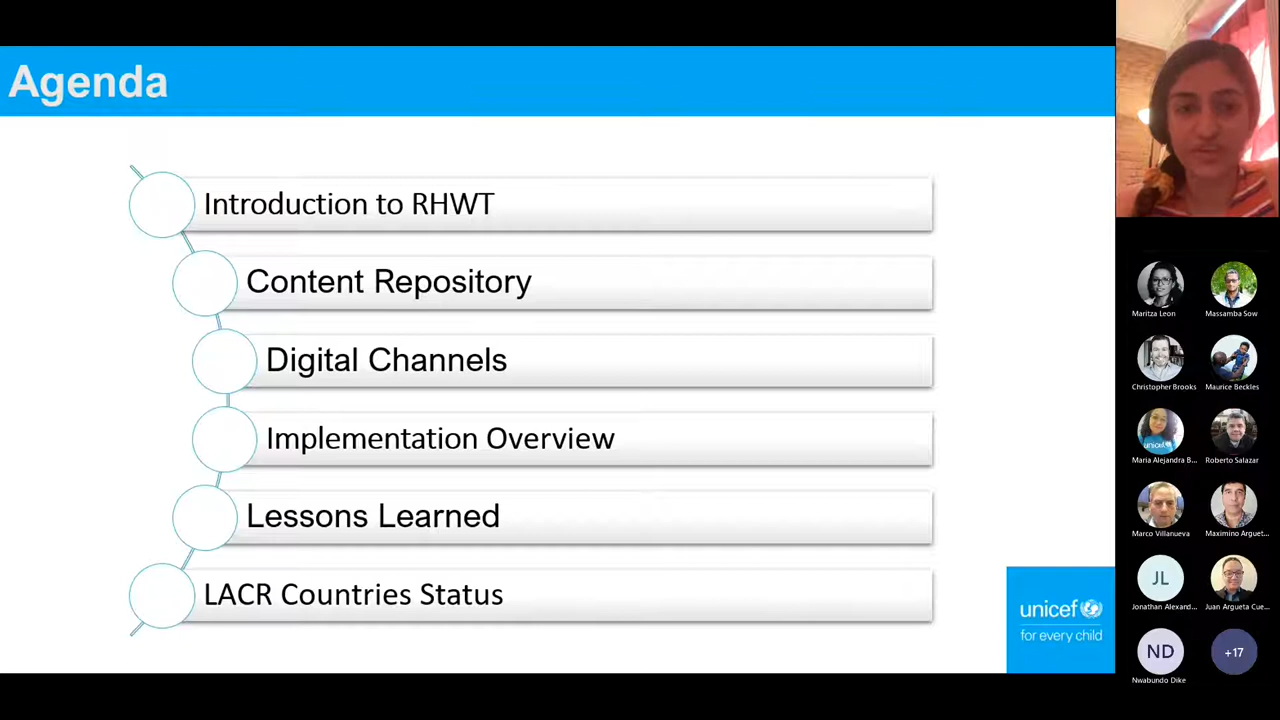 Agenda
Introduction to RHWT
Content Repository
Digital Channels
Implementation Overview
Lessons Learned
LACR Countries Status
unicef
for every child
Maritza Leon
Massamba Sow
Christopher Brooks
Maurice Beckles
unicef
Maria Alejandra B...
Roberto Salazar
Marco Villanueva
Maximino Arguet...
JL
Jonathan Alexand...
Juan Argueta Cue...
ND
Nwabundo Dike
+17